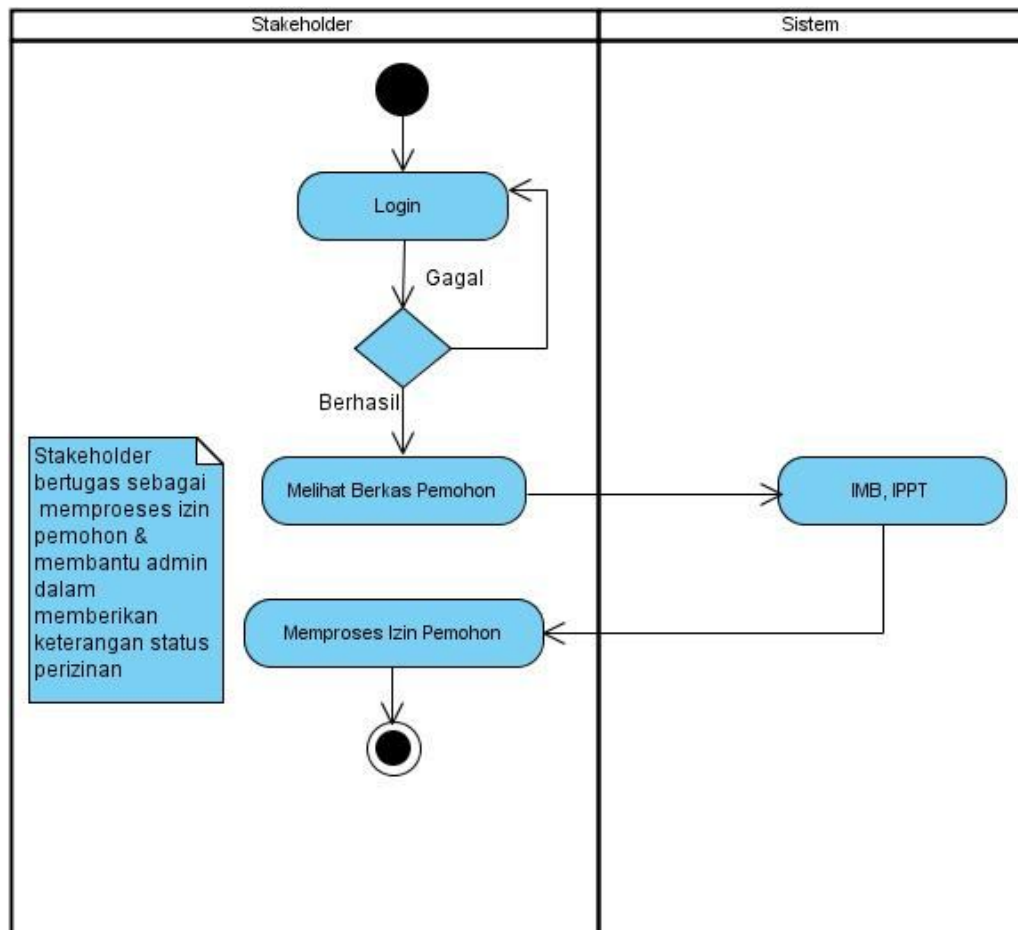 Stakeholder
Sistem
Login
Gagal
Berhasil
Stakeholder
bertugas sebagai
memproeses izin
pemohon &
membantu admin
dalam
memberikan
keterangan status
perizinan
Melihat Berkas Pemohon
IMB, IPPT
Memproses Izin Pemohon